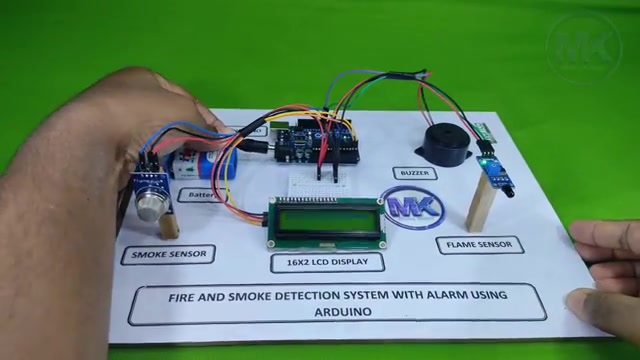 MK
Batter
BUZZER
MK
SMOKE SENSOR
16X2 LCD DISPLAY
FLAME SENSOR
FIRE AND SMOKE DETECTION SYSTEM WITH ALARM USING
ARDUINO